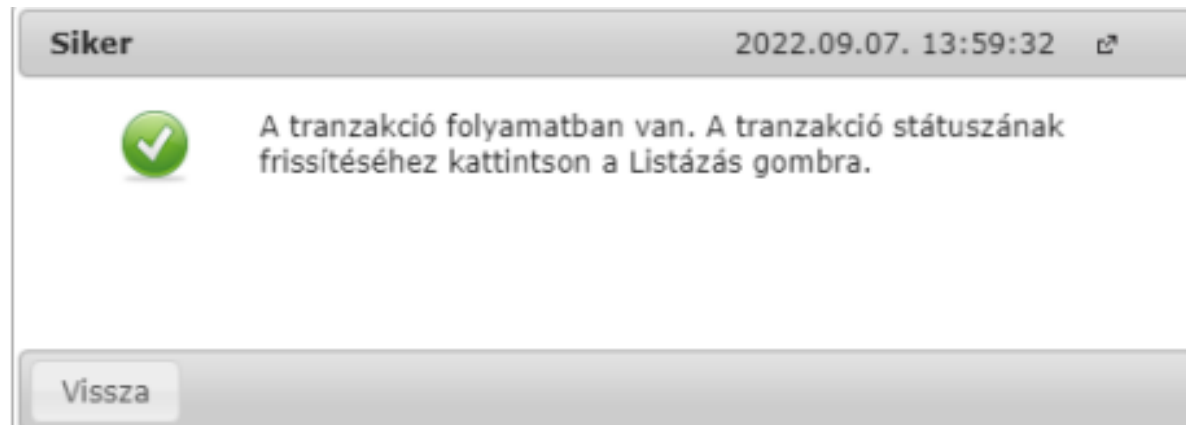 Siker 2022.09.07. 13:59:32
A tranzakció folyamatban van. A tranzakció státuszának
frissítéséhez kattintson a Listázás gombra.
Vissza